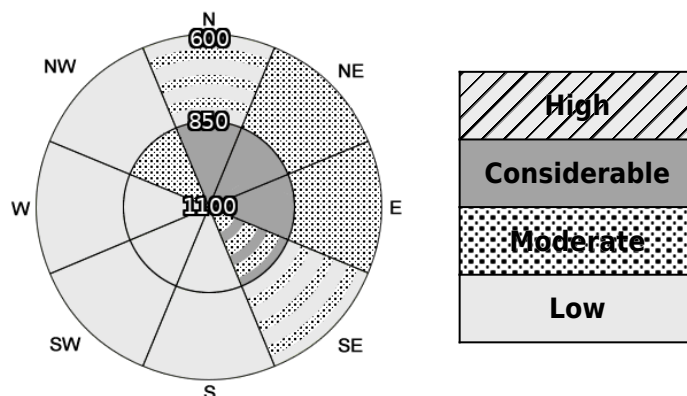 N
600
NW
NE
850
W
1100
E
SW
SE
S
High
Considerable
Moderate
Low